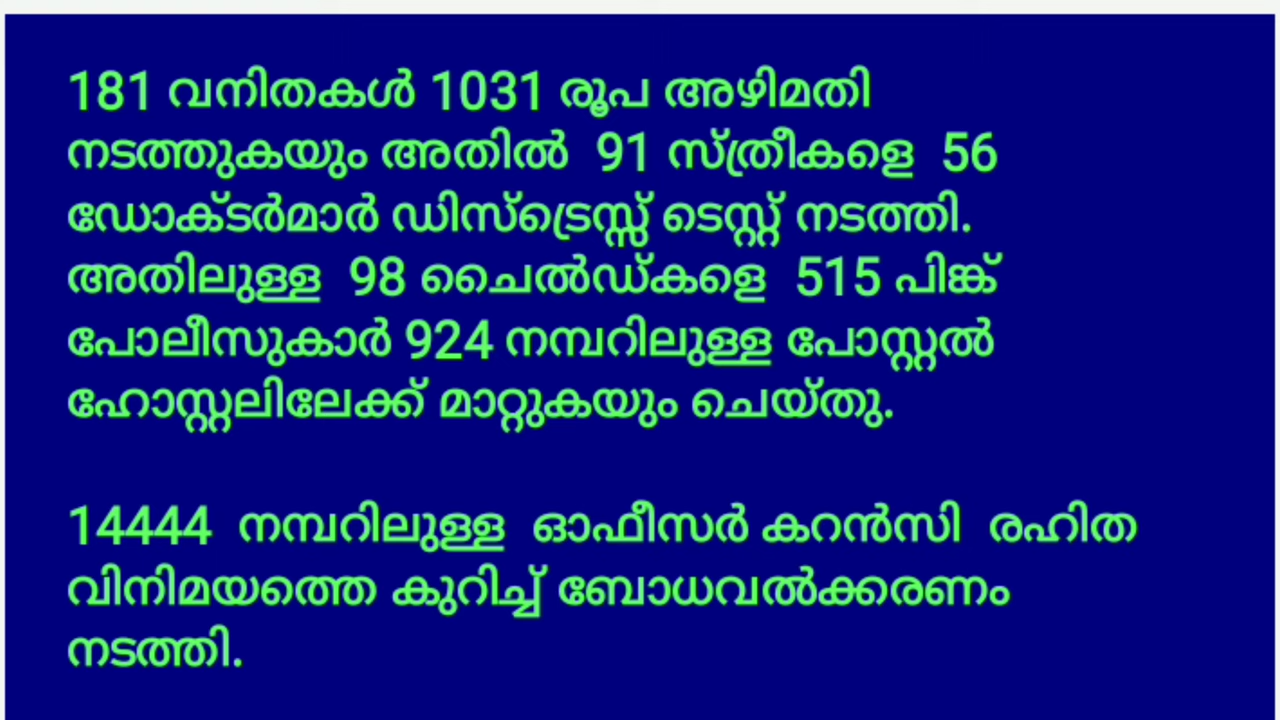 181 വനിതകൾ 1031 രൂപ അഴിമതി
നടത്തുകയും അതിൽ 91 സ്ത്രീകളെ 56
ഡോക്ടർമാർ ഡിസ്ട്രെസ്സ് ടെസ്റ്റ് നടത്തി.
അതിലുള്ള 98 ചൈൽഡ്കളെ 515 പിങ്ക്
പോലീസുകാർ 924 നമ്പറിലുള്ള പോസ്റ്റൽ
ഹോസ്റ്റലിലേക്ക് മാറ്റുകയും ചെയ്തു.
14444 നമ്പറിലുള്ള ഓഫീസർ കറൻസി രഹിത
വിനിമയത്തെ കുറിച്ച് ബോധവൽക്കരണം
നടത്തി.